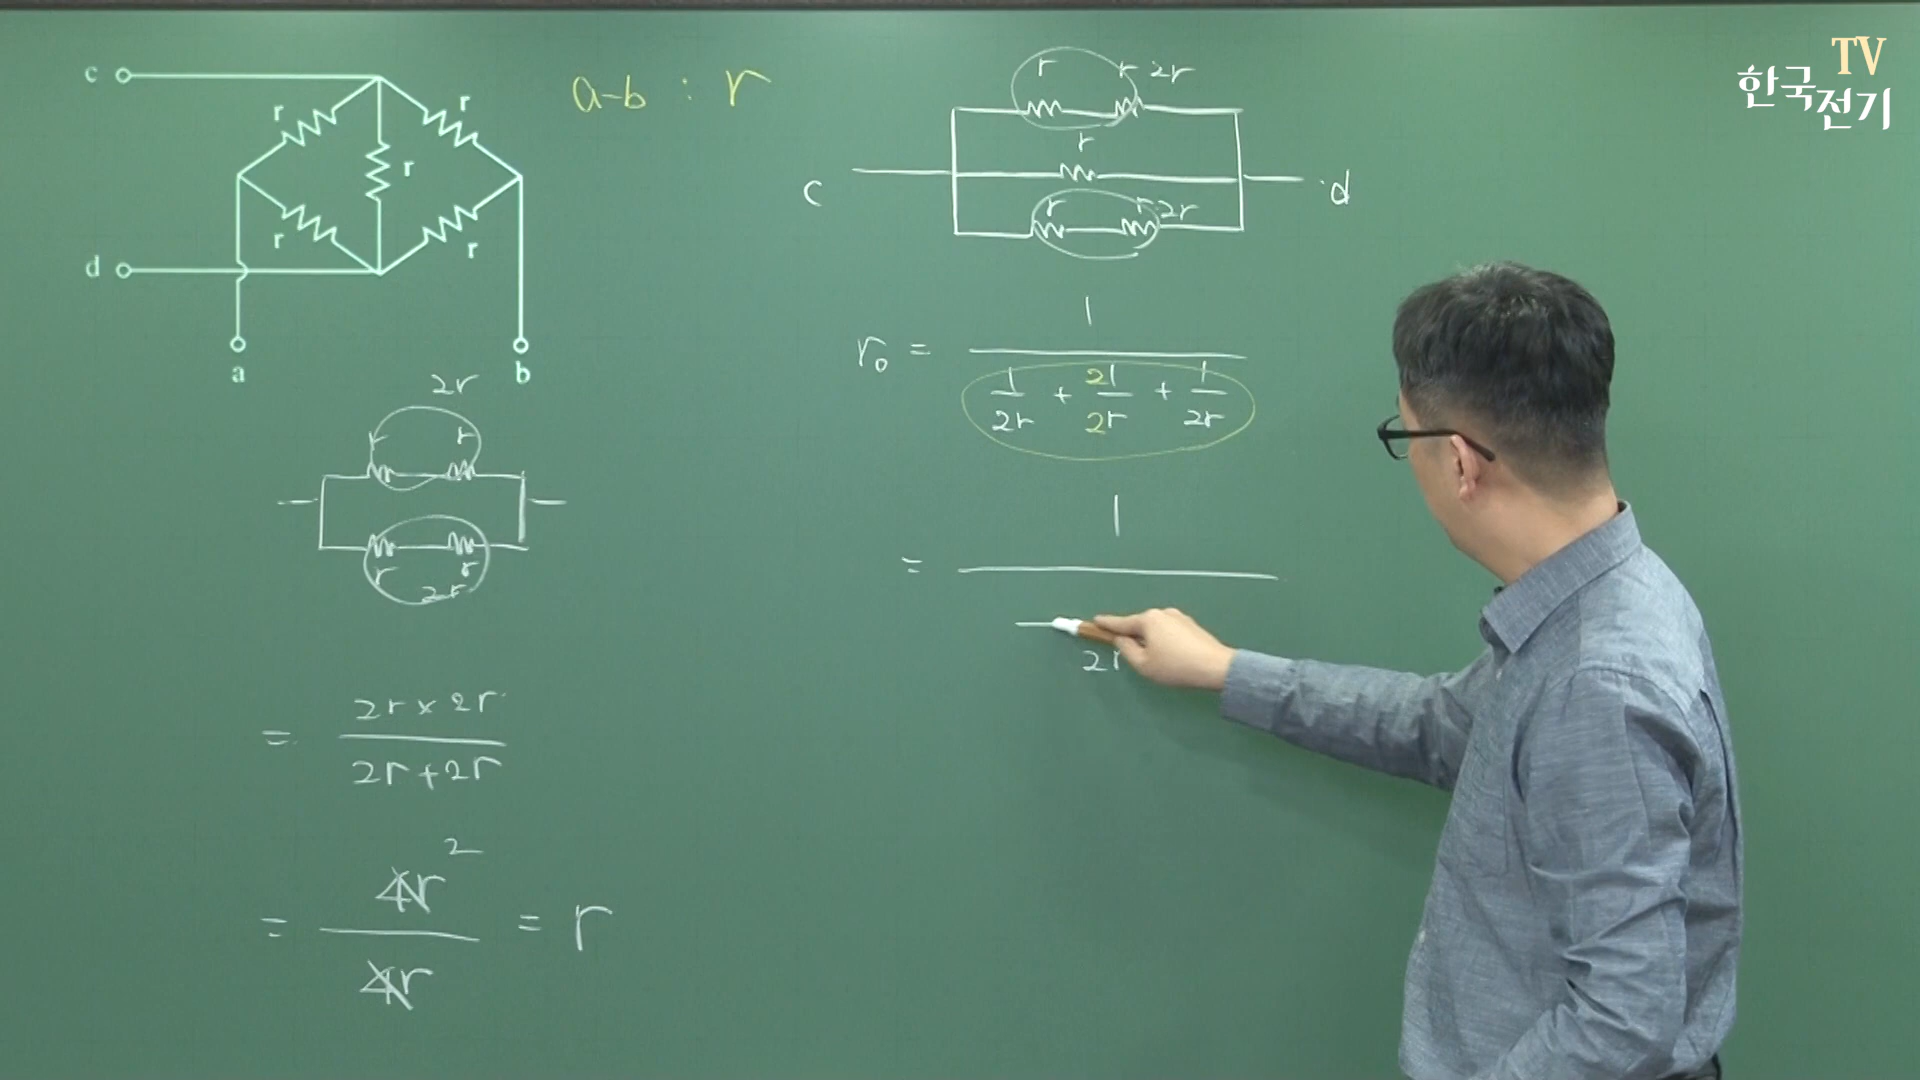 TV
한국
전기
c
r
r
r
d
r
r
a
b
a-b : r
r r 2r
r
c d
r r 2r
r₀ = 1 / (1/2r + 21/2r + 1/2r)
= 1 /
2r
2r
r r
r r
2r
= 2r x 2r / 2r + 2r
= 4r² / 4r = r